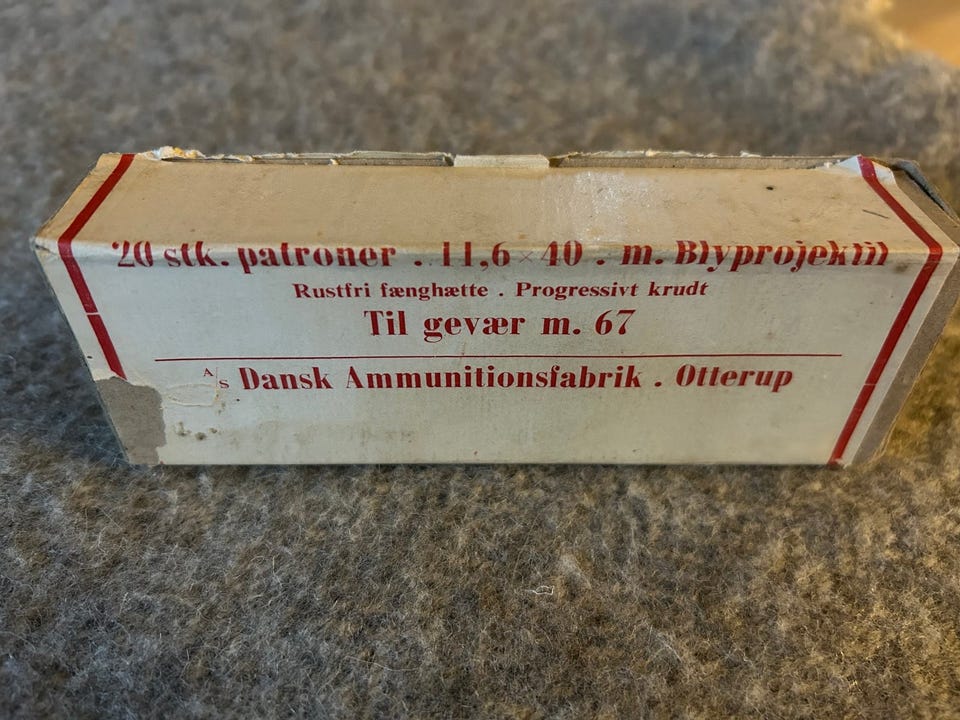 20 stk. patroner . 11,6 × 40 . m. Blyprojektil
Rustfri fænghætte . Progressivt krudt
Til gevær m. 67
A/s Dansk Ammunitionsfabrik . Otterup